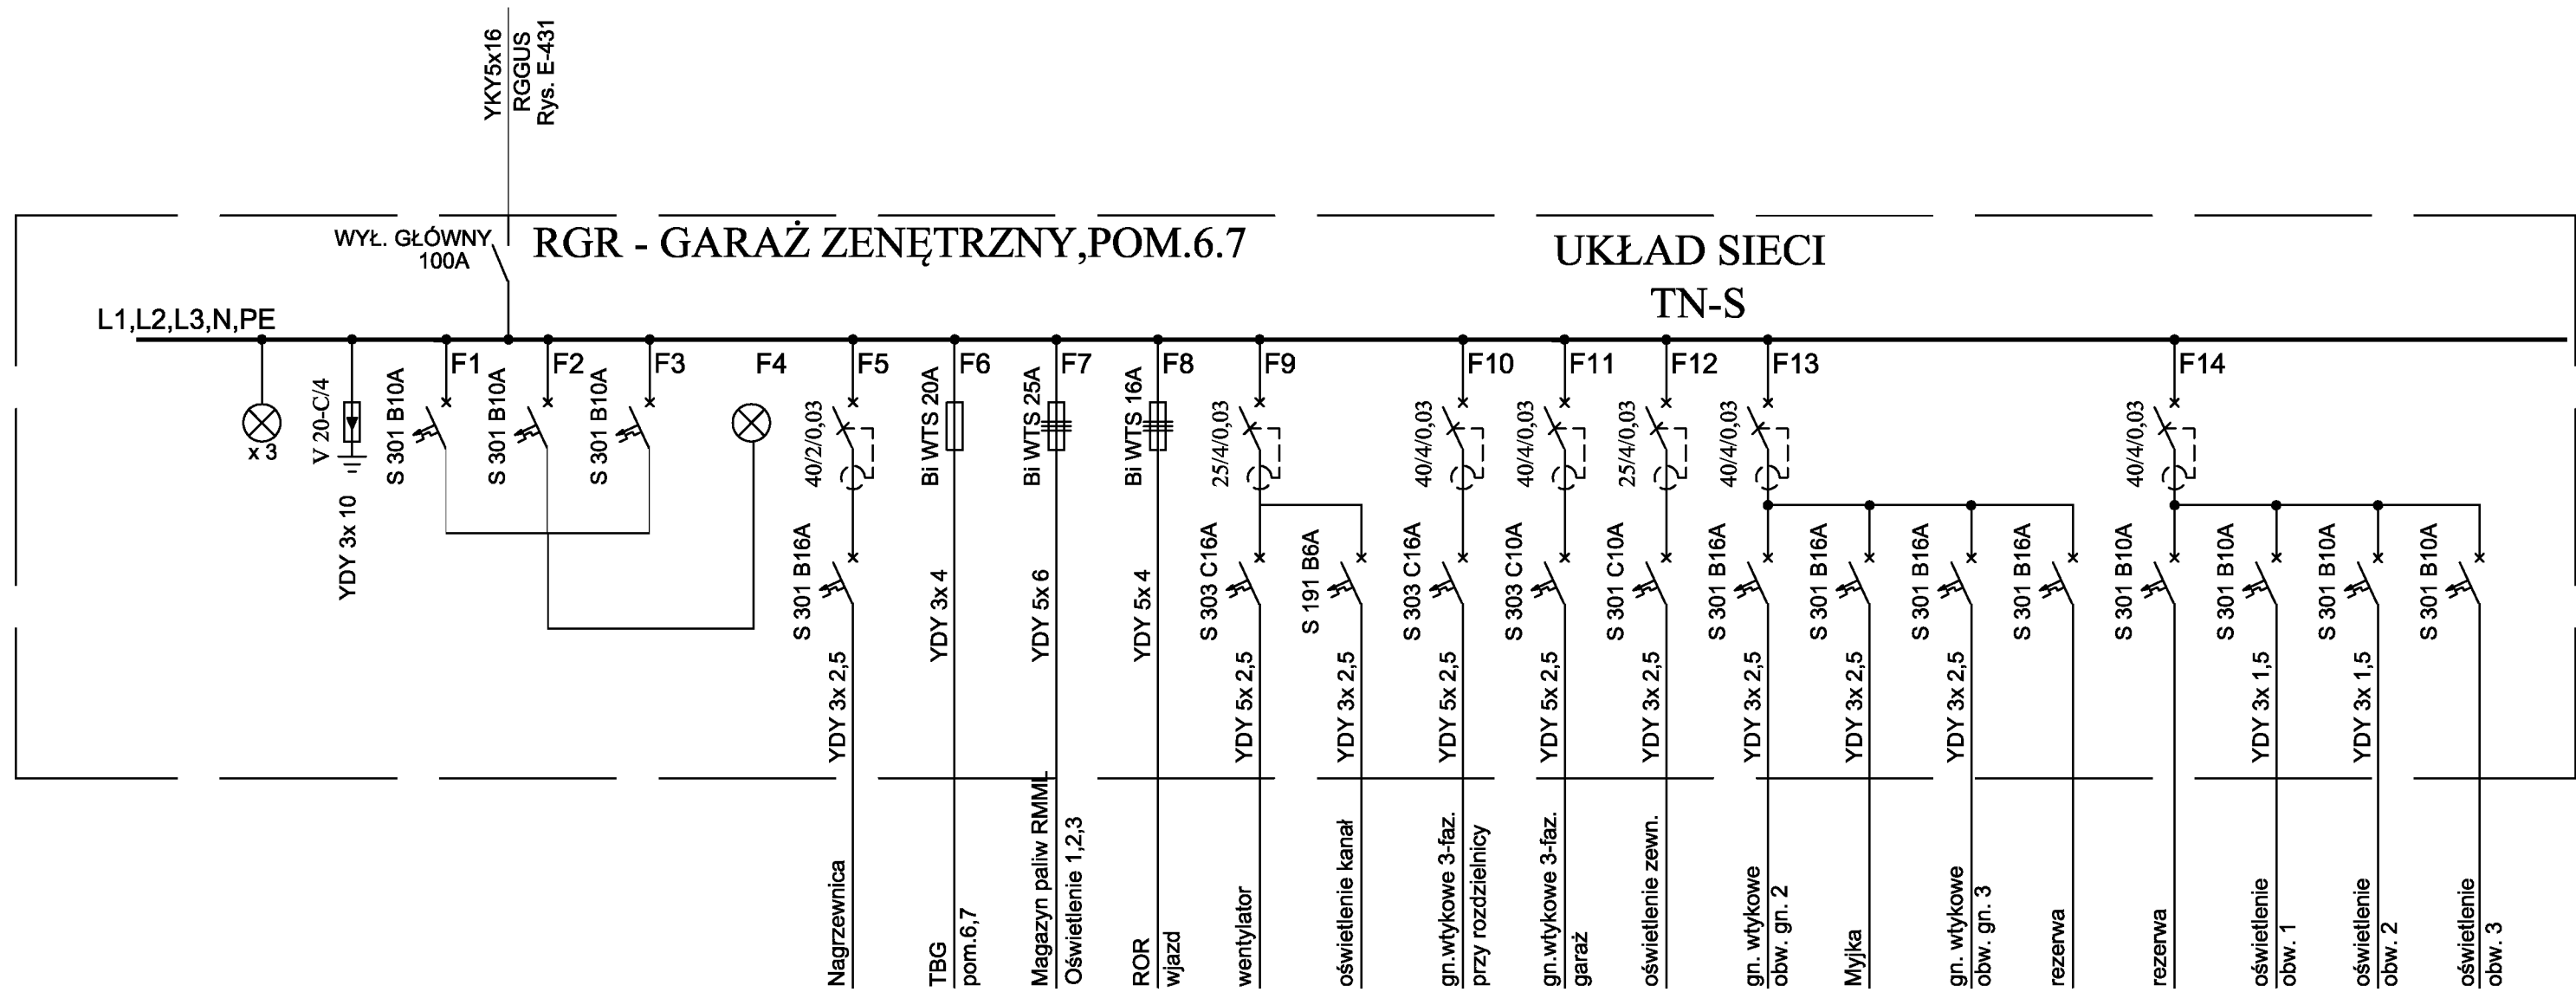 YKY5x16
RGGUS
Rys. E-431
WYŁ. GŁÓWNY
100A
RGR - GARAŻ ZENĘTRZNY,POM.6.7
UKŁAD SIECI
TN-S
L1,L2,L3,N,PE
F1
F2
F3
F4
F5
F6
F7
F8
F9
F10
F11
F12
F13
F14
x 3
V 20-C/4
YDY 3x 10
S 301 B10A
S 301 B10A
S 301 B10A
40/2/0,03
Bi WTS 20A
Bi WTS 25A
Bi WTS 16A
25/4/0,03
40/4/0,03
40/4/0,03
25/4/0,03
40/4/0,03
40/4/0,03
S 301 B16A
YDY 3x 4
YDY 5x 6
YDY 5x 4
S 303 C16A
S 191 B6A
S 303 C16A
S 303 C10A
S 301 C10A
S 301 B16A
S 301 B16A
S 301 B16A
S 301 B16A
S 301 B10A
S 301 B10A
S 301 B10A
S 301 B10A
YDY 3x 2,5
YDY 5x 2,5
YDY 3x 2,5
YDY 5x 2,5
YDY 5x 2,5
YDY 3x 2,5
YDY 3x 2,5
YDY 3x 2,5
YDY 3x 2,5
YDY 3x 1,5
YDY 3x 1,5
Nagrzewnica
TBG
pom.6,7
Magazyn paliw RMML
Oświetlenie 1,2,3
ROR
wjazd
wentylator
oświetlenie kanał
gn.wtykowe 3-faz.
przy rozdzielnicy
gn.wtykowe 3-faz.
garaż
oświetlenie zewn.
gn. wtykowe
obw. gn. 2
Myjka
gn. wtykowe
obw. gn. 3
rezerwa
rezerwa
oświetlenie
obw. 1
oświetlenie
obw. 2
oświetlenie
obw. 3